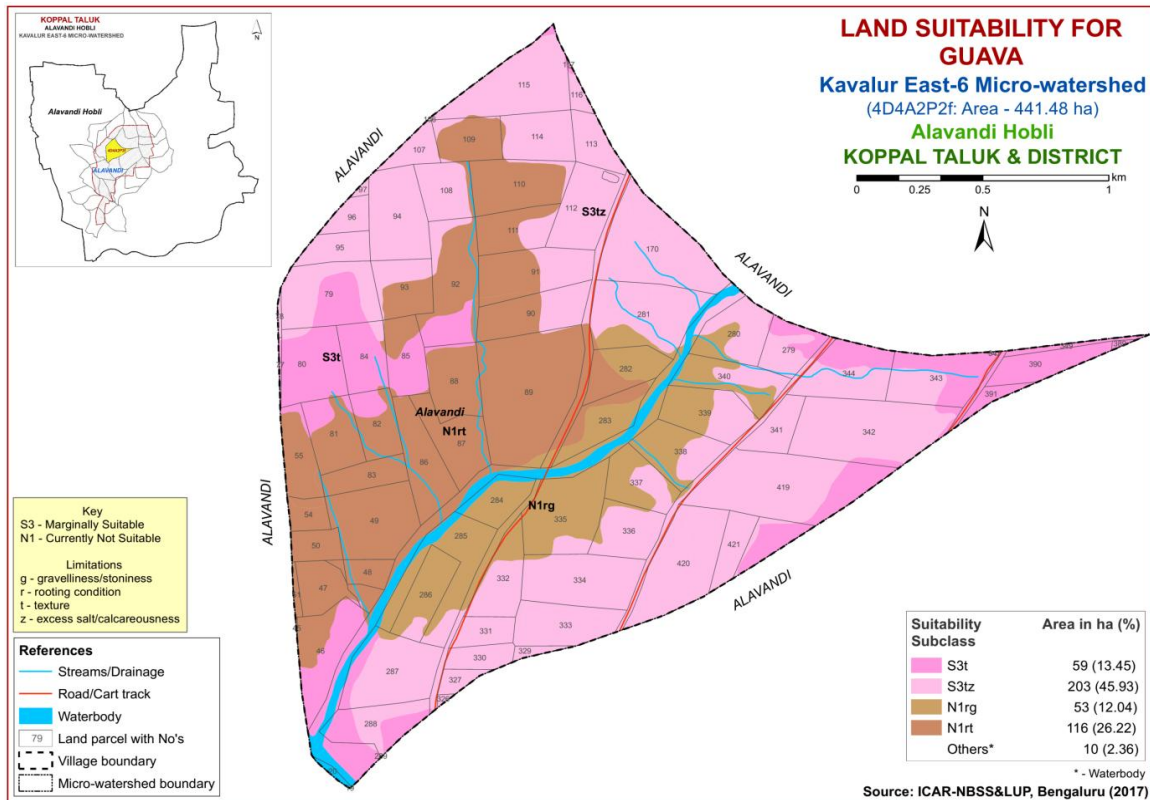 KOPPAL TALUK
ALAVANDI HOBLI
KAVALUR EAST-6 MICRO-WATERSHED
N
Alavandi Hobli
ALAVANDI
LAND SUITABILITY FOR
GUAVA
Kavalur East-6 Micro-watershed
(4D4A2P2f: Area - 441.48 ha)
Alavandi Hobli
KOPPAL TALUK & DISTRICT
0 0.25 0.5 1
km
N
ALAVANDI
ALAVANDI
ALAVANDI
ALAVANDI
115
116
114
113
109
107
108
110
112
S3tz
97
96
94
95
111
91
170
79
93
92
90
281
280
279
80
S3t
84
85
88
89
282
340
344
343
390
391
Alavandi
N1rt
87
283
339
341
342
338
81
82
86
83
55
54
49
50
47
48
46
284
N1rg
335
337
336
285
286
419
420
421
332
334
333
331
330
329
327
287
288
Key
S3 - Marginally Suitable
N1 - Currently Not Suitable
Limitations
g - gravelliness/stoniness
r - rooting condition
t - texture
z - excess salt/calcareousness
References
Streams/Drainage
Road/Cart track
Waterbody
79 Land parcel with No's
Village boundary
Micro-watershed boundary
Suitability Subclass Area in ha (%)
S3t 59 (13.45)
S3tz 203 (45.93)
N1rg 53 (12.04)
N1rt 116 (26.22)
Others* 10 (2.36)
* - Waterbody
Source: ICAR-NBSS&LUP, Bengaluru (2017)